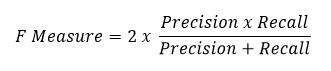 F Measure = 2 x Precision x Recall / Precision + Recall